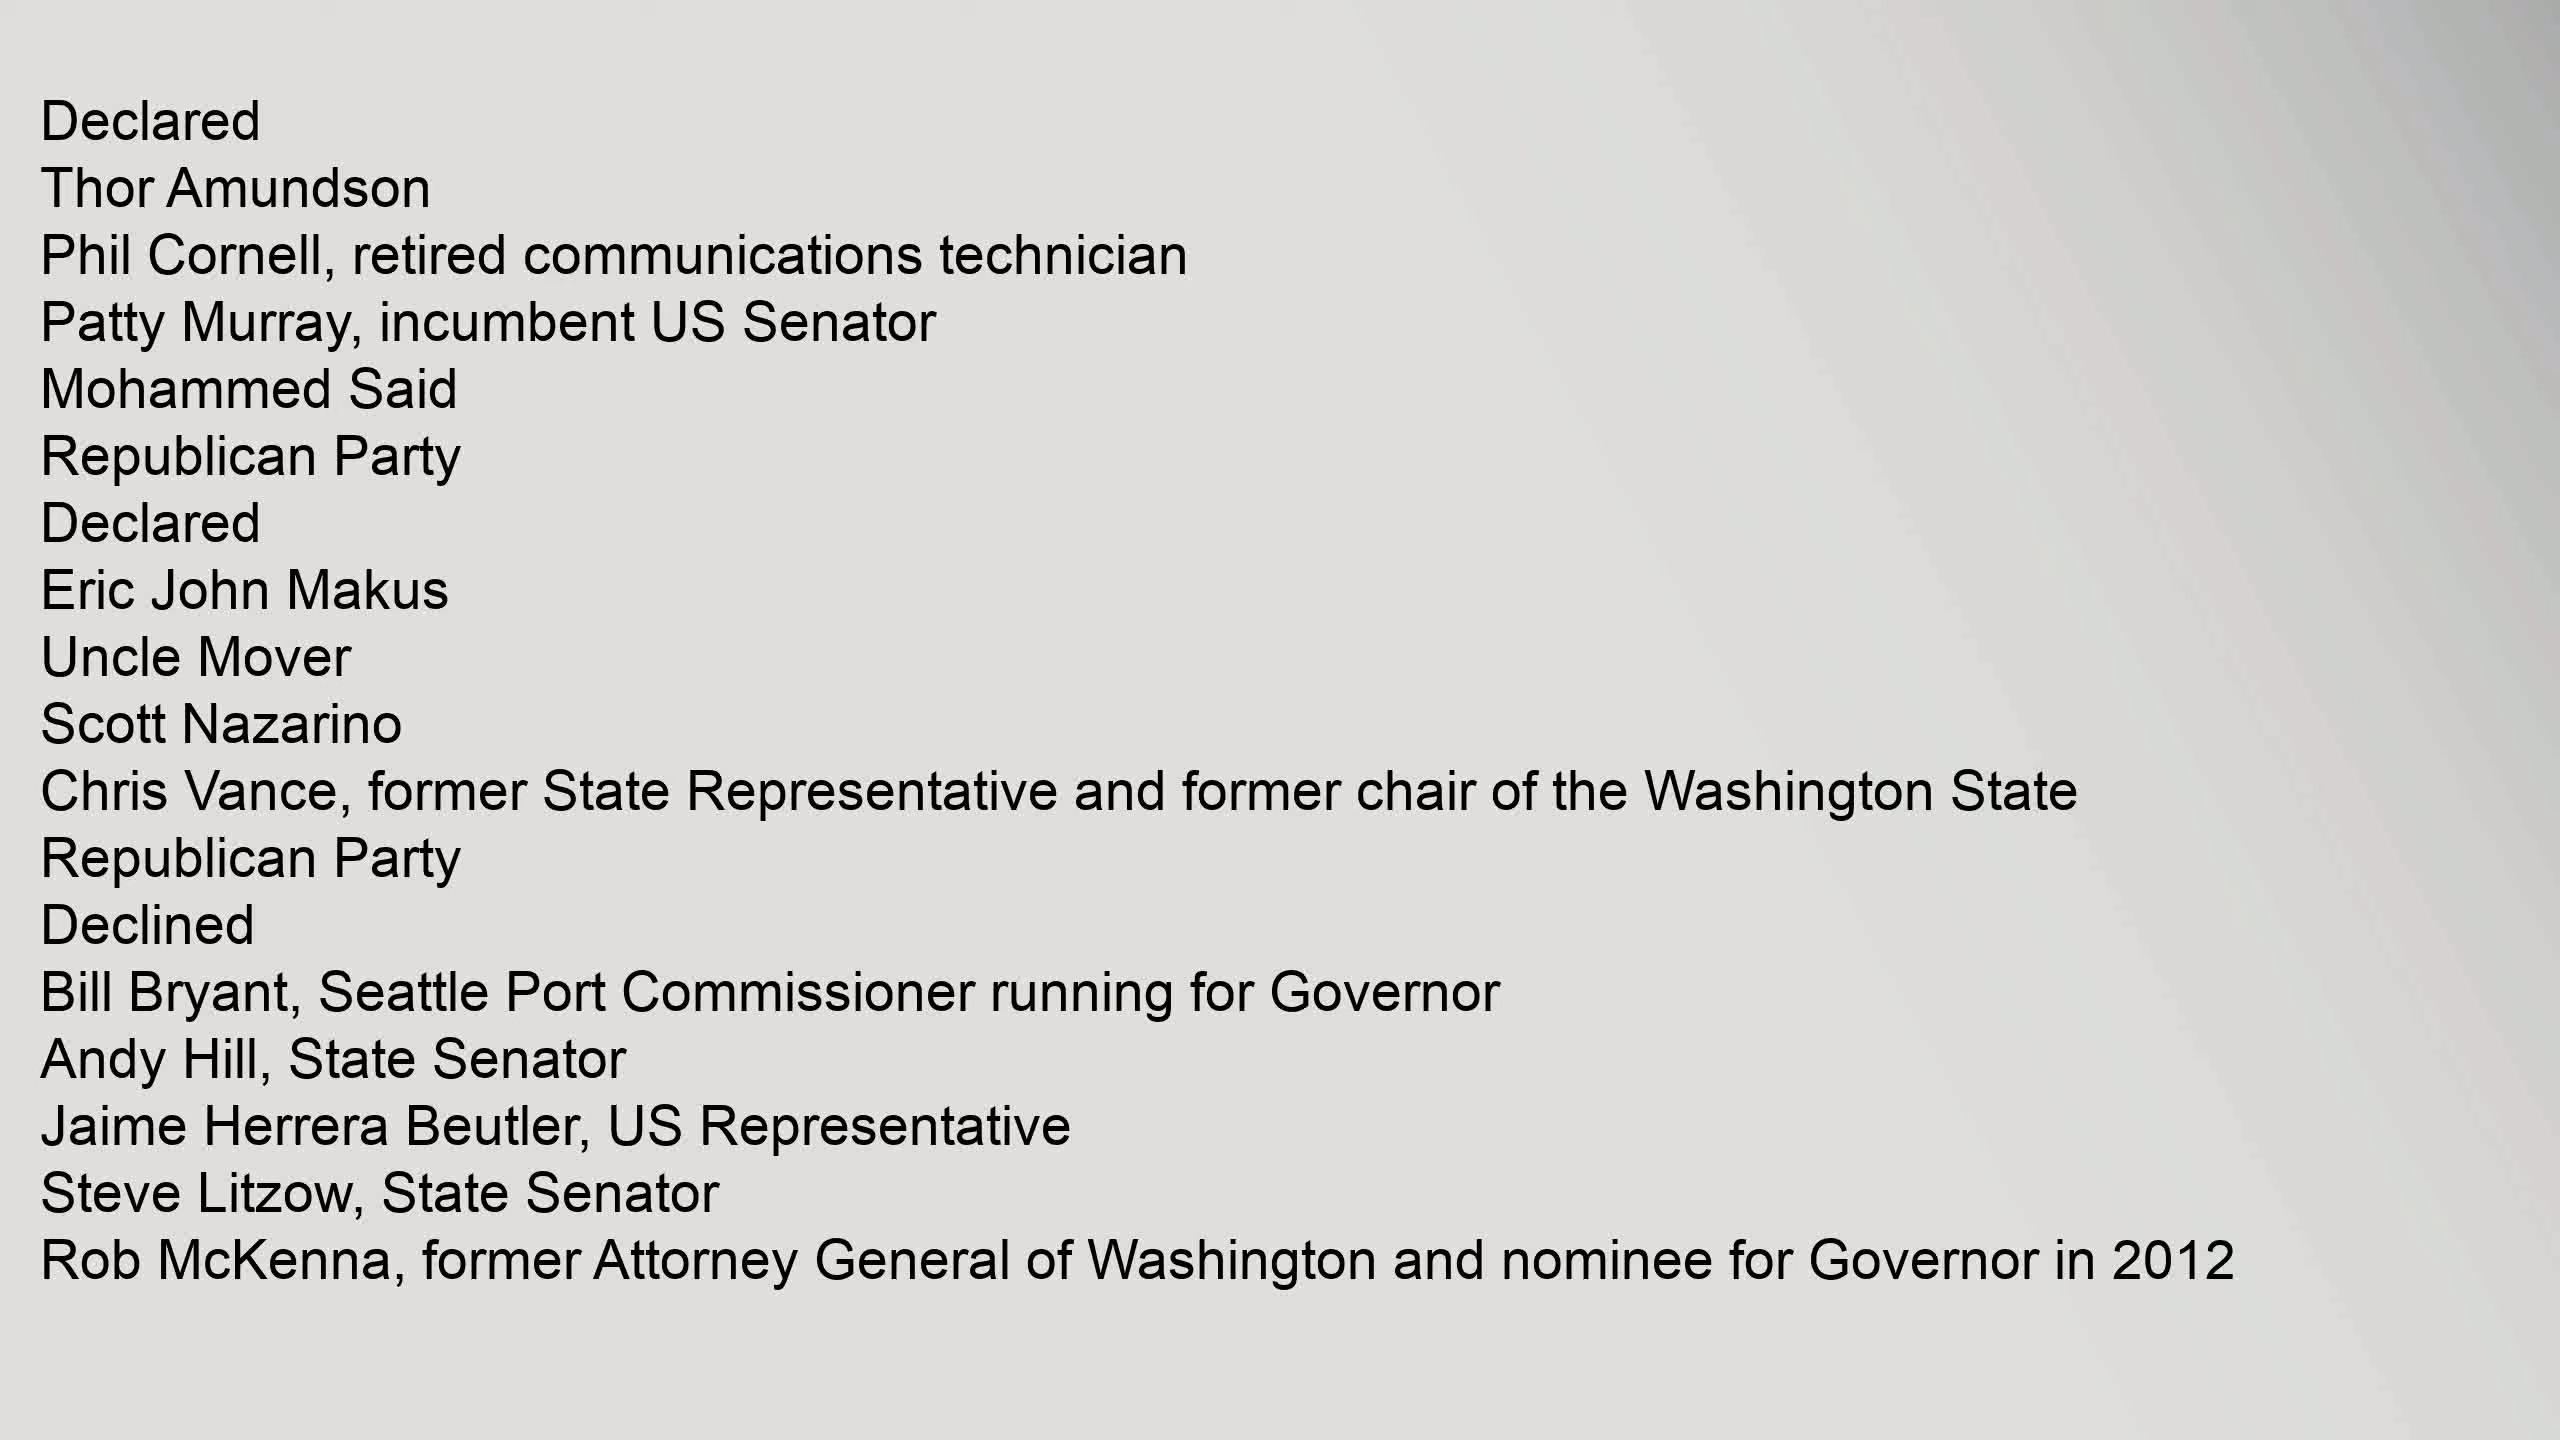 Declared
Thor Amundson
Phil Cornell, retired communications technician
Patty Murray, incumbent US Senator
Mohammed Said
Republican Party
Declared
Eric John Makus
Uncle Mover
Scott Nazarino
Chris Vance, former State Representative and former chair of the Washington State
Republican Party
Declined
Bill Bryant, Seattle Port Commissioner running for Governor
Andy Hill, State Senator
Jaime Herrera Beutler, US Representative
Steve Litzow, State Senator
Rob McKenna, former Attorney General of Washington and nominee for Governor in 2012